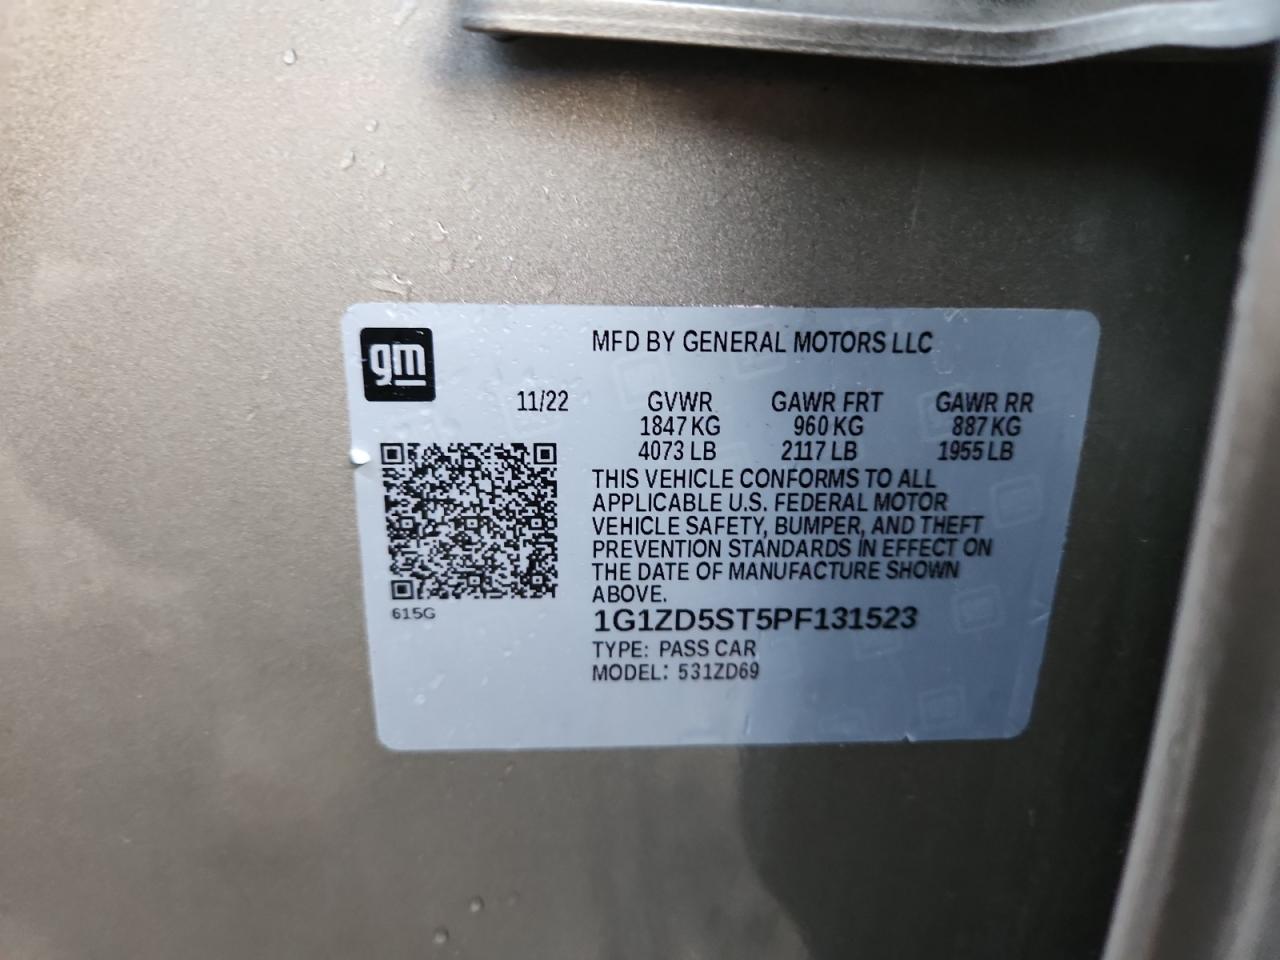 gm
MFD BY GENERAL MOTORS LLC
11/22 GVWR GAWR FRT GAWR RR
1847 KG 960 KG 887 KG
4073 LB 2117 LB 1955 LB
THIS VEHICLE CONFORMS TO ALL
APPLICABLE U.S. FEDERAL MOTOR
VEHICLE SAFETY, BUMPER, AND THEFT
PREVENTION STANDARDS IN EFFECT ON
THE DATE OF MANUFACTURE SHOWN
ABOVE.
615G
1G1ZD5ST5PF131523
TYPE: PASS CAR
MODEL: 531ZD69